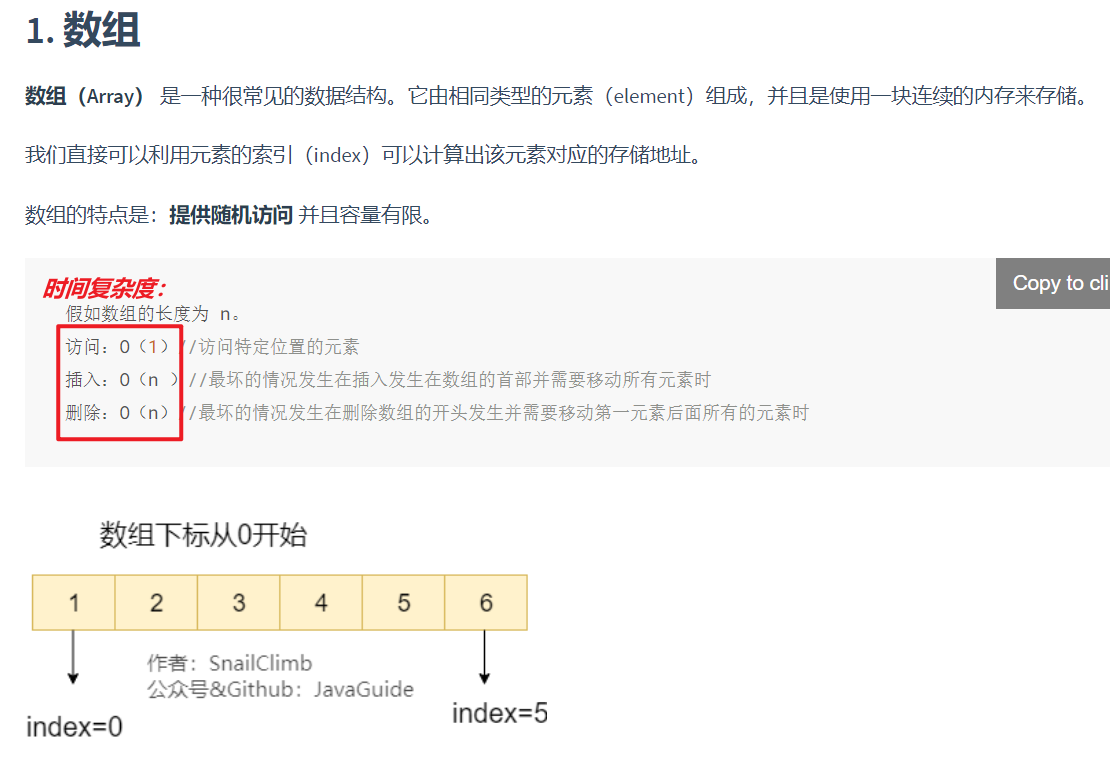 1. 数组
数组（Array） 是一种很常见的数据结构。它由相同类型的元素（element）组成，并且是使用一块连续的内存来存储。
我们直接可以利用元素的索引（index）可以计算出该元素对应的存储地址。
数组的特点是：提供随机访问 并且容量有限。
时间复杂度：
Copy to cli
假如数组的长度为 n。
访问：O（1）//访问特定位置的元素
插入：O（n ）//最坏的情况发生在插入发生在数组的首部并需要移动所有元素时
删除：O（n）//最坏的情况发生在删除数组的开头发生并需要移动第一元素后面所有的元素时
数组下标从0开始
1 2 3 4 5 6
作者：SnailClimb
公众号&Github：JavaGuide
index=0
index=5